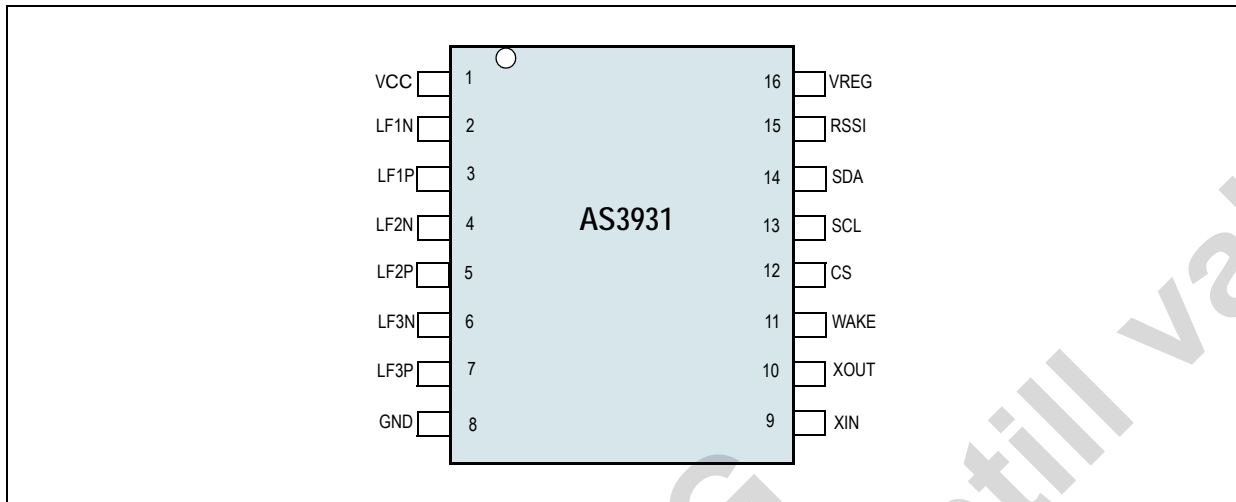 VCC 1 16 VREG
LF1N 2 15 RSSI
LF1P 3 14 SDA
AS3931
LF2N 4 13 SCL
LF2P 5 12 CS
LF3N 6 11 WAKE
LF3P 7 10 XOUT
GND 8 9 XIN
still